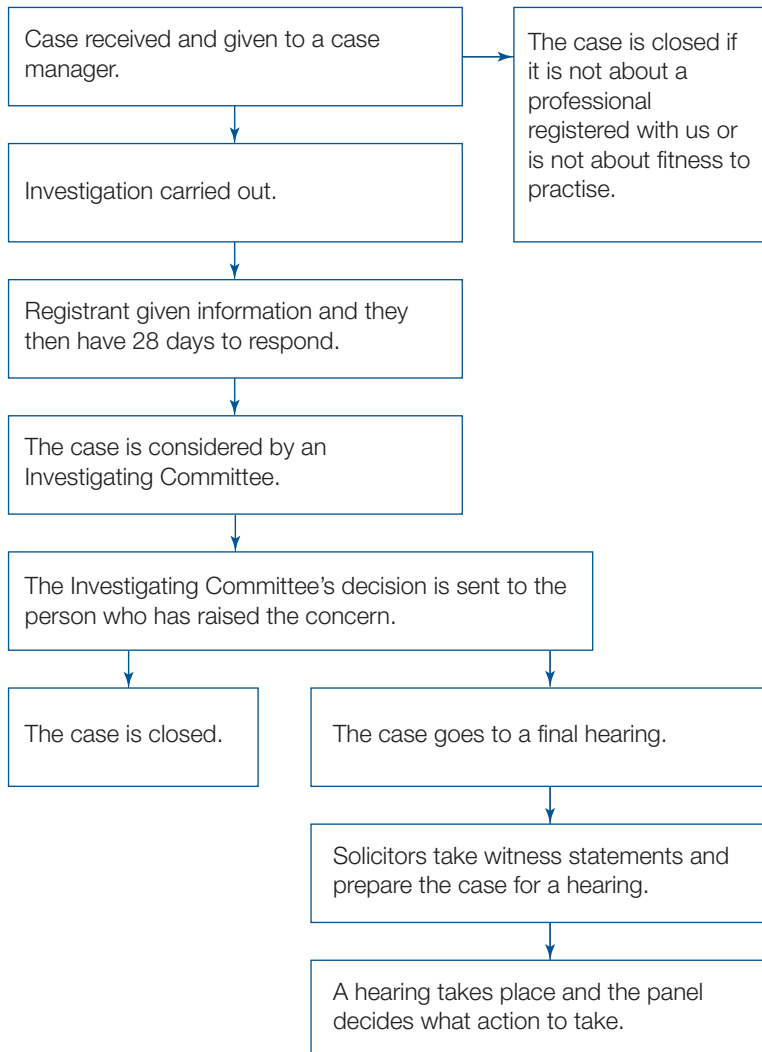 Case received and given to a case
manager.
The case is closed if
it is not about a
professional
registered with us or
is not about fitness to
practise.
Investigation carried out.
Registrant given information and they
then have 28 days to respond.
The case is considered by an
Investigating Committee.
The Investigating Committee’s decision is sent to the
person who has raised the concern.
The case is closed.
The case goes to a final hearing.
Solicitors take witness statements and
prepare the case for a hearing.
A hearing takes place and the panel
decides what action to take.